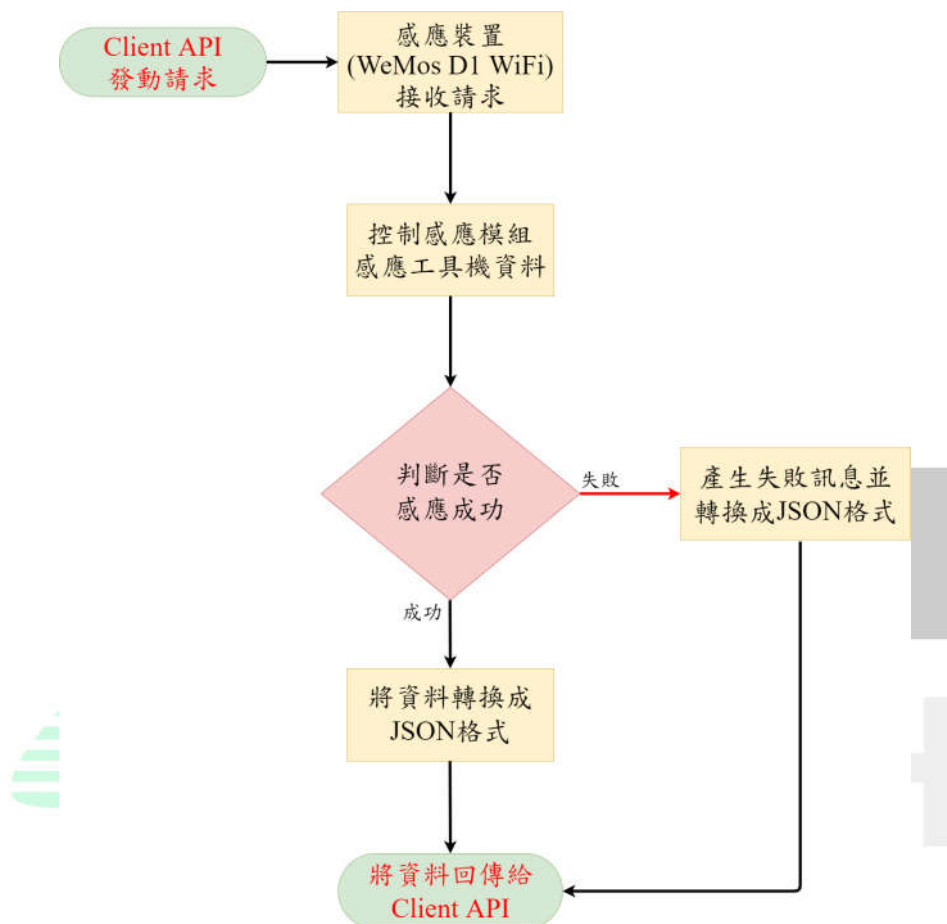 Client API
發動請求
感應裝置
(WeMos D1 WiFi)
接收請求
控制感應模組
感應工具機資料
判斷是否
感應成功
失敗
產生失敗訊息並
轉換成JSON格式
成功
將資料轉換成
JSON格式
將資料回傳給
Client API